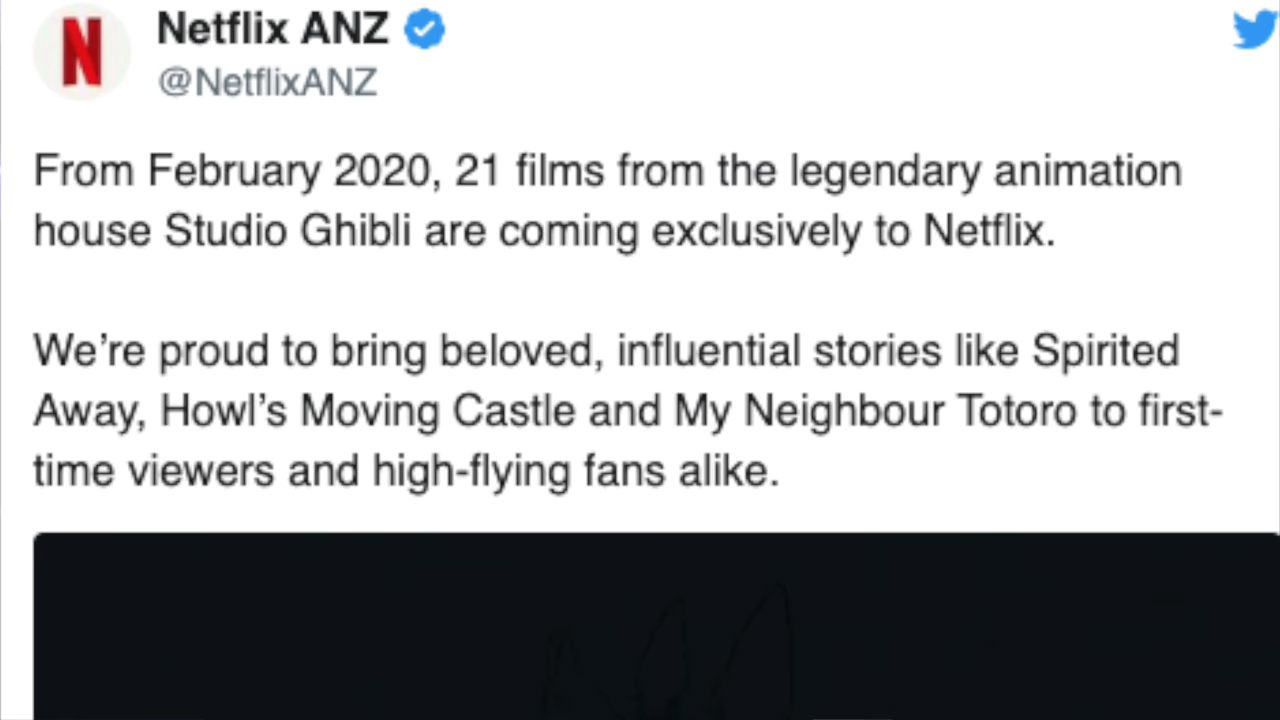 Netflix ANZ
@NetflixANZ
From February 2020, 21 films from the legendary animation
house Studio Ghibli are coming exclusively to Netflix.
We’re proud to bring beloved, influential stories like Spirited
Away, Howl’s Moving Castle and My Neighbour Totoro to first-
time viewers and high-flying fans alike.